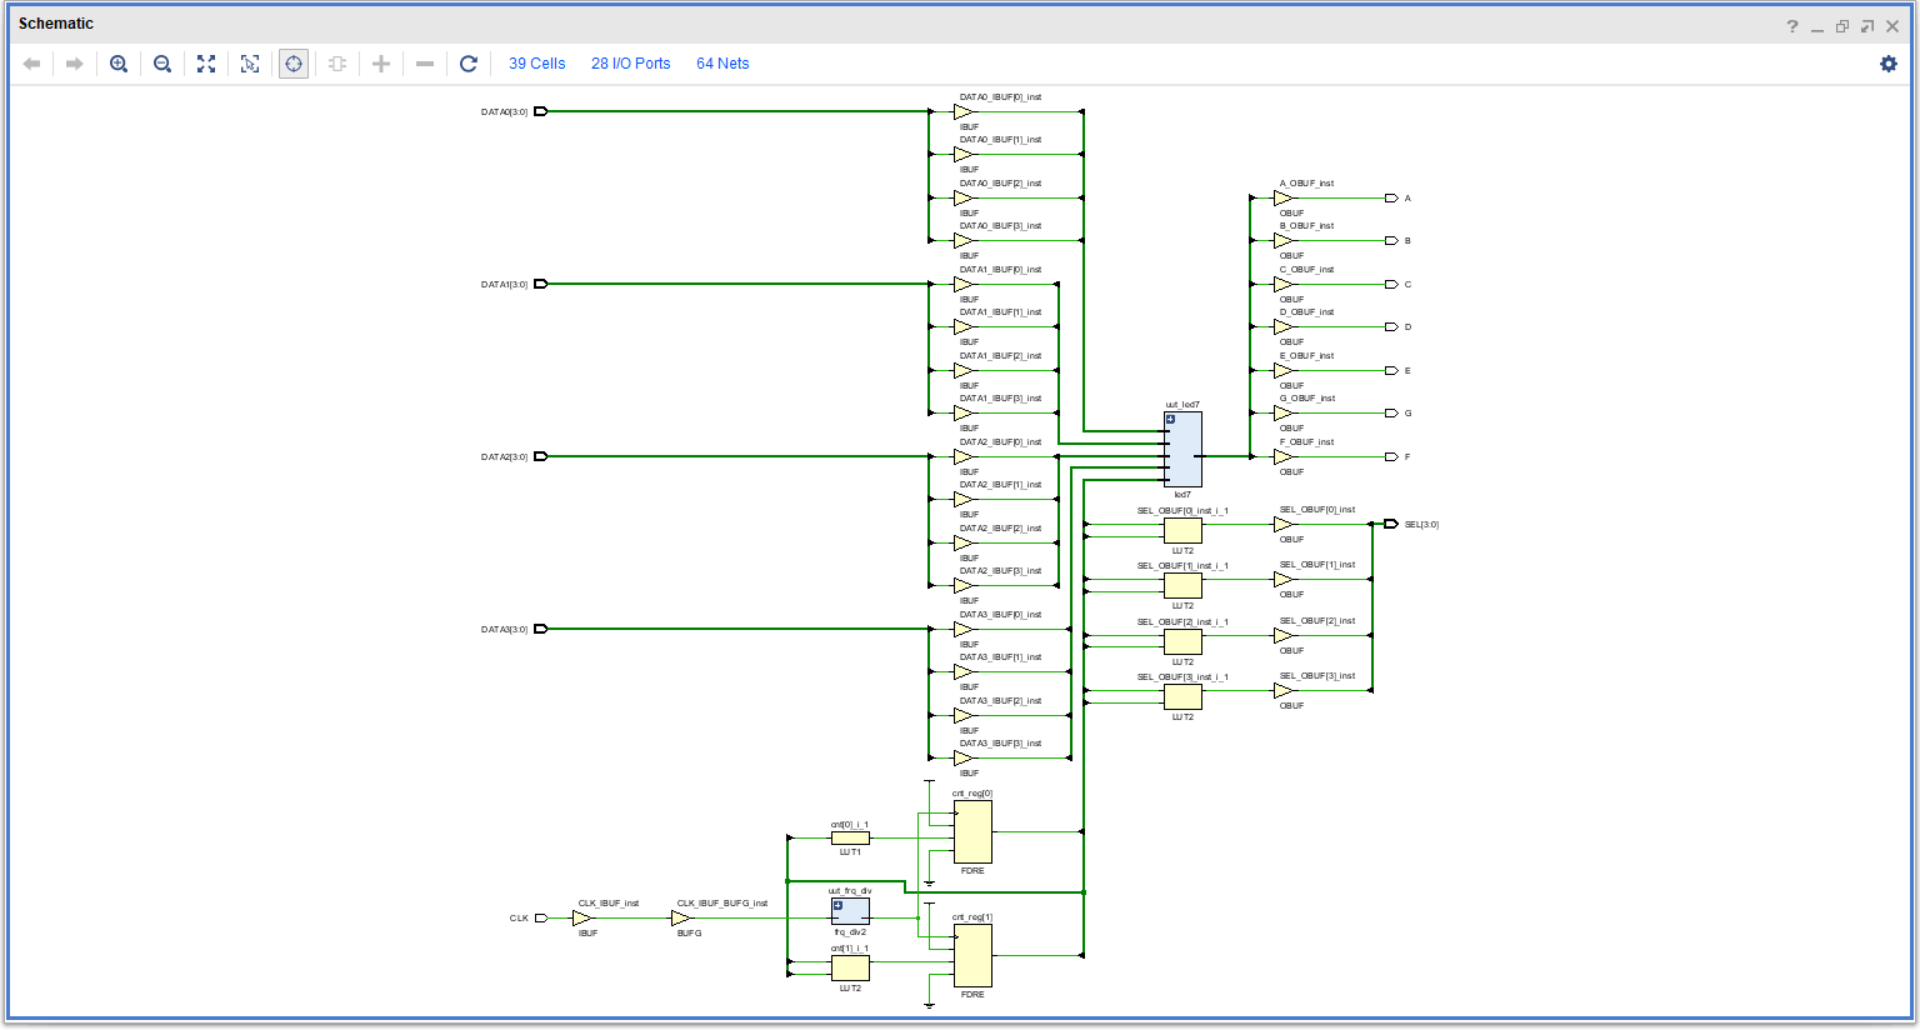 Schematic
39 Cells 28 I/O Ports 64 Nets
DATA0[3:0]
DATA0_IBUF[0]_inst
IBUF
DATA0_IBUF[1]_inst
IBUF
DATA0_IBUF[2]_inst
IBUF
DATA0_IBUF[3]_inst
IBUF
DATA1[3:0]
DATA1_IBUF[0]_inst
IBUF
DATA1_IBUF[1]_inst
IBUF
DATA1_IBUF[2]_inst
IBUF
DATA1_IBUF[3]_inst
IBUF
DATA2[3:0]
DATA2_IBUF[0]_inst
IBUF
DATA2_IBUF[1]_inst
IBUF
DATA2_IBUF[2]_inst
IBUF
DATA2_IBUF[3]_inst
IBUF
DATA3[3:0]
DATA3_IBUF[0]_inst
IBUF
DATA3_IBUF[1]_inst
IBUF
DATA3_IBUF[2]_inst
IBUF
DATA3_IBUF[3]_inst
IBUF
uut_led7
led7
A_OBUF_inst
OBUF
A
B_OBUF_inst
OBUF
B
C_OBUF_inst
OBUF
C
D_OBUF_inst
OBUF
D
E_OBUF_inst
OBUF
E
G_OBUF_inst
OBUF
G
F_OBUF_inst
OBUF
F
SEL_OBUF[0]_inst_i_1
LUT2
SEL_OBUF[0]_inst
OBUF
SEL[3:0]
SEL_OBUF[1]_inst_i_1
LUT2
SEL_OBUF[1]_inst
OBUF
SEL_OBUF[2]_inst_i_1
LUT2
SEL_OBUF[2]_inst
OBUF
SEL_OBUF[3]_inst_i_1
LUT2
SEL_OBUF[3]_inst
OBUF
cnt_reg[0]
FDRE
cnt[0]_i_1
LUT1
CLK
CLK_IBUF_inst
IBUF
CLK_IBUF_BUFG_inst
BUFG
uut_frq_div
frq_div2
cnt[1]_i_1
LUT2
cnt_reg[1]
FDRE